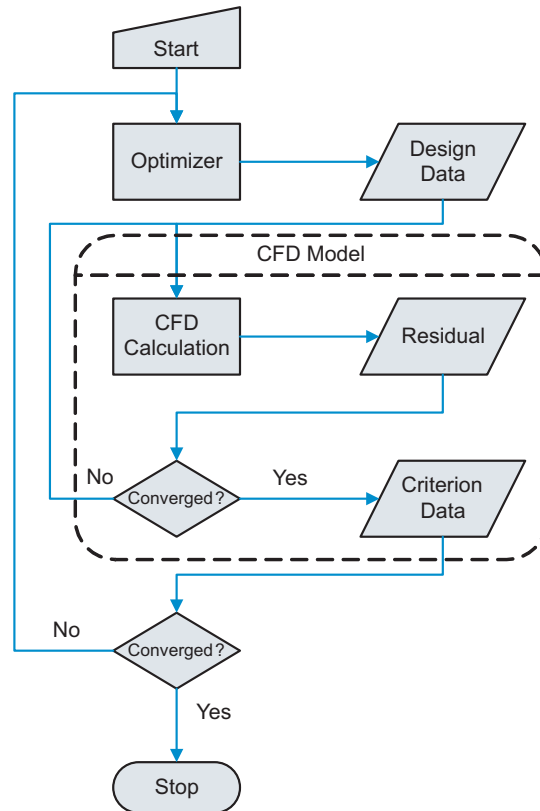 Start
Optimizer
Design
Data
CFD Model
CFD
Calculation
Residual
No
Converged?
Yes
Criterion
Data
No
Converged?
Yes
Stop